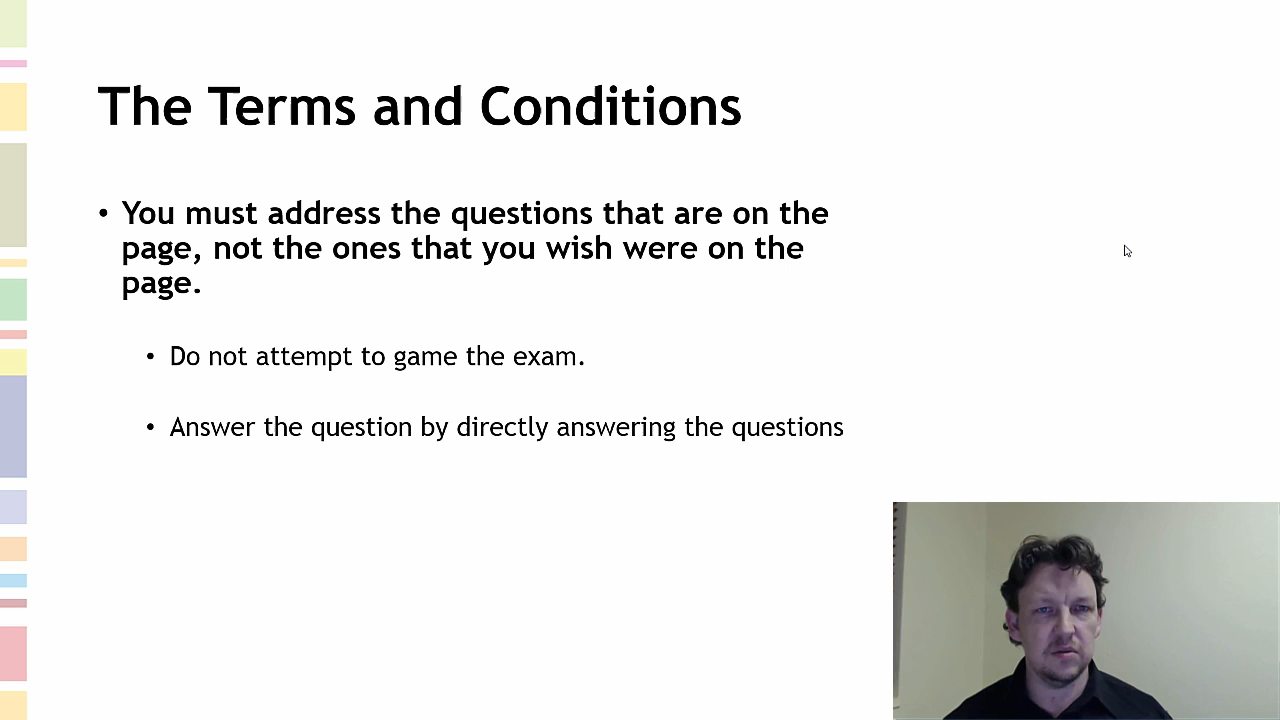 The Terms and Conditions
• You must address the questions that are on the
page, not the ones that you wish were on the
page.
• Do not attempt to game the exam.
• Answer the question by directly answering the questions